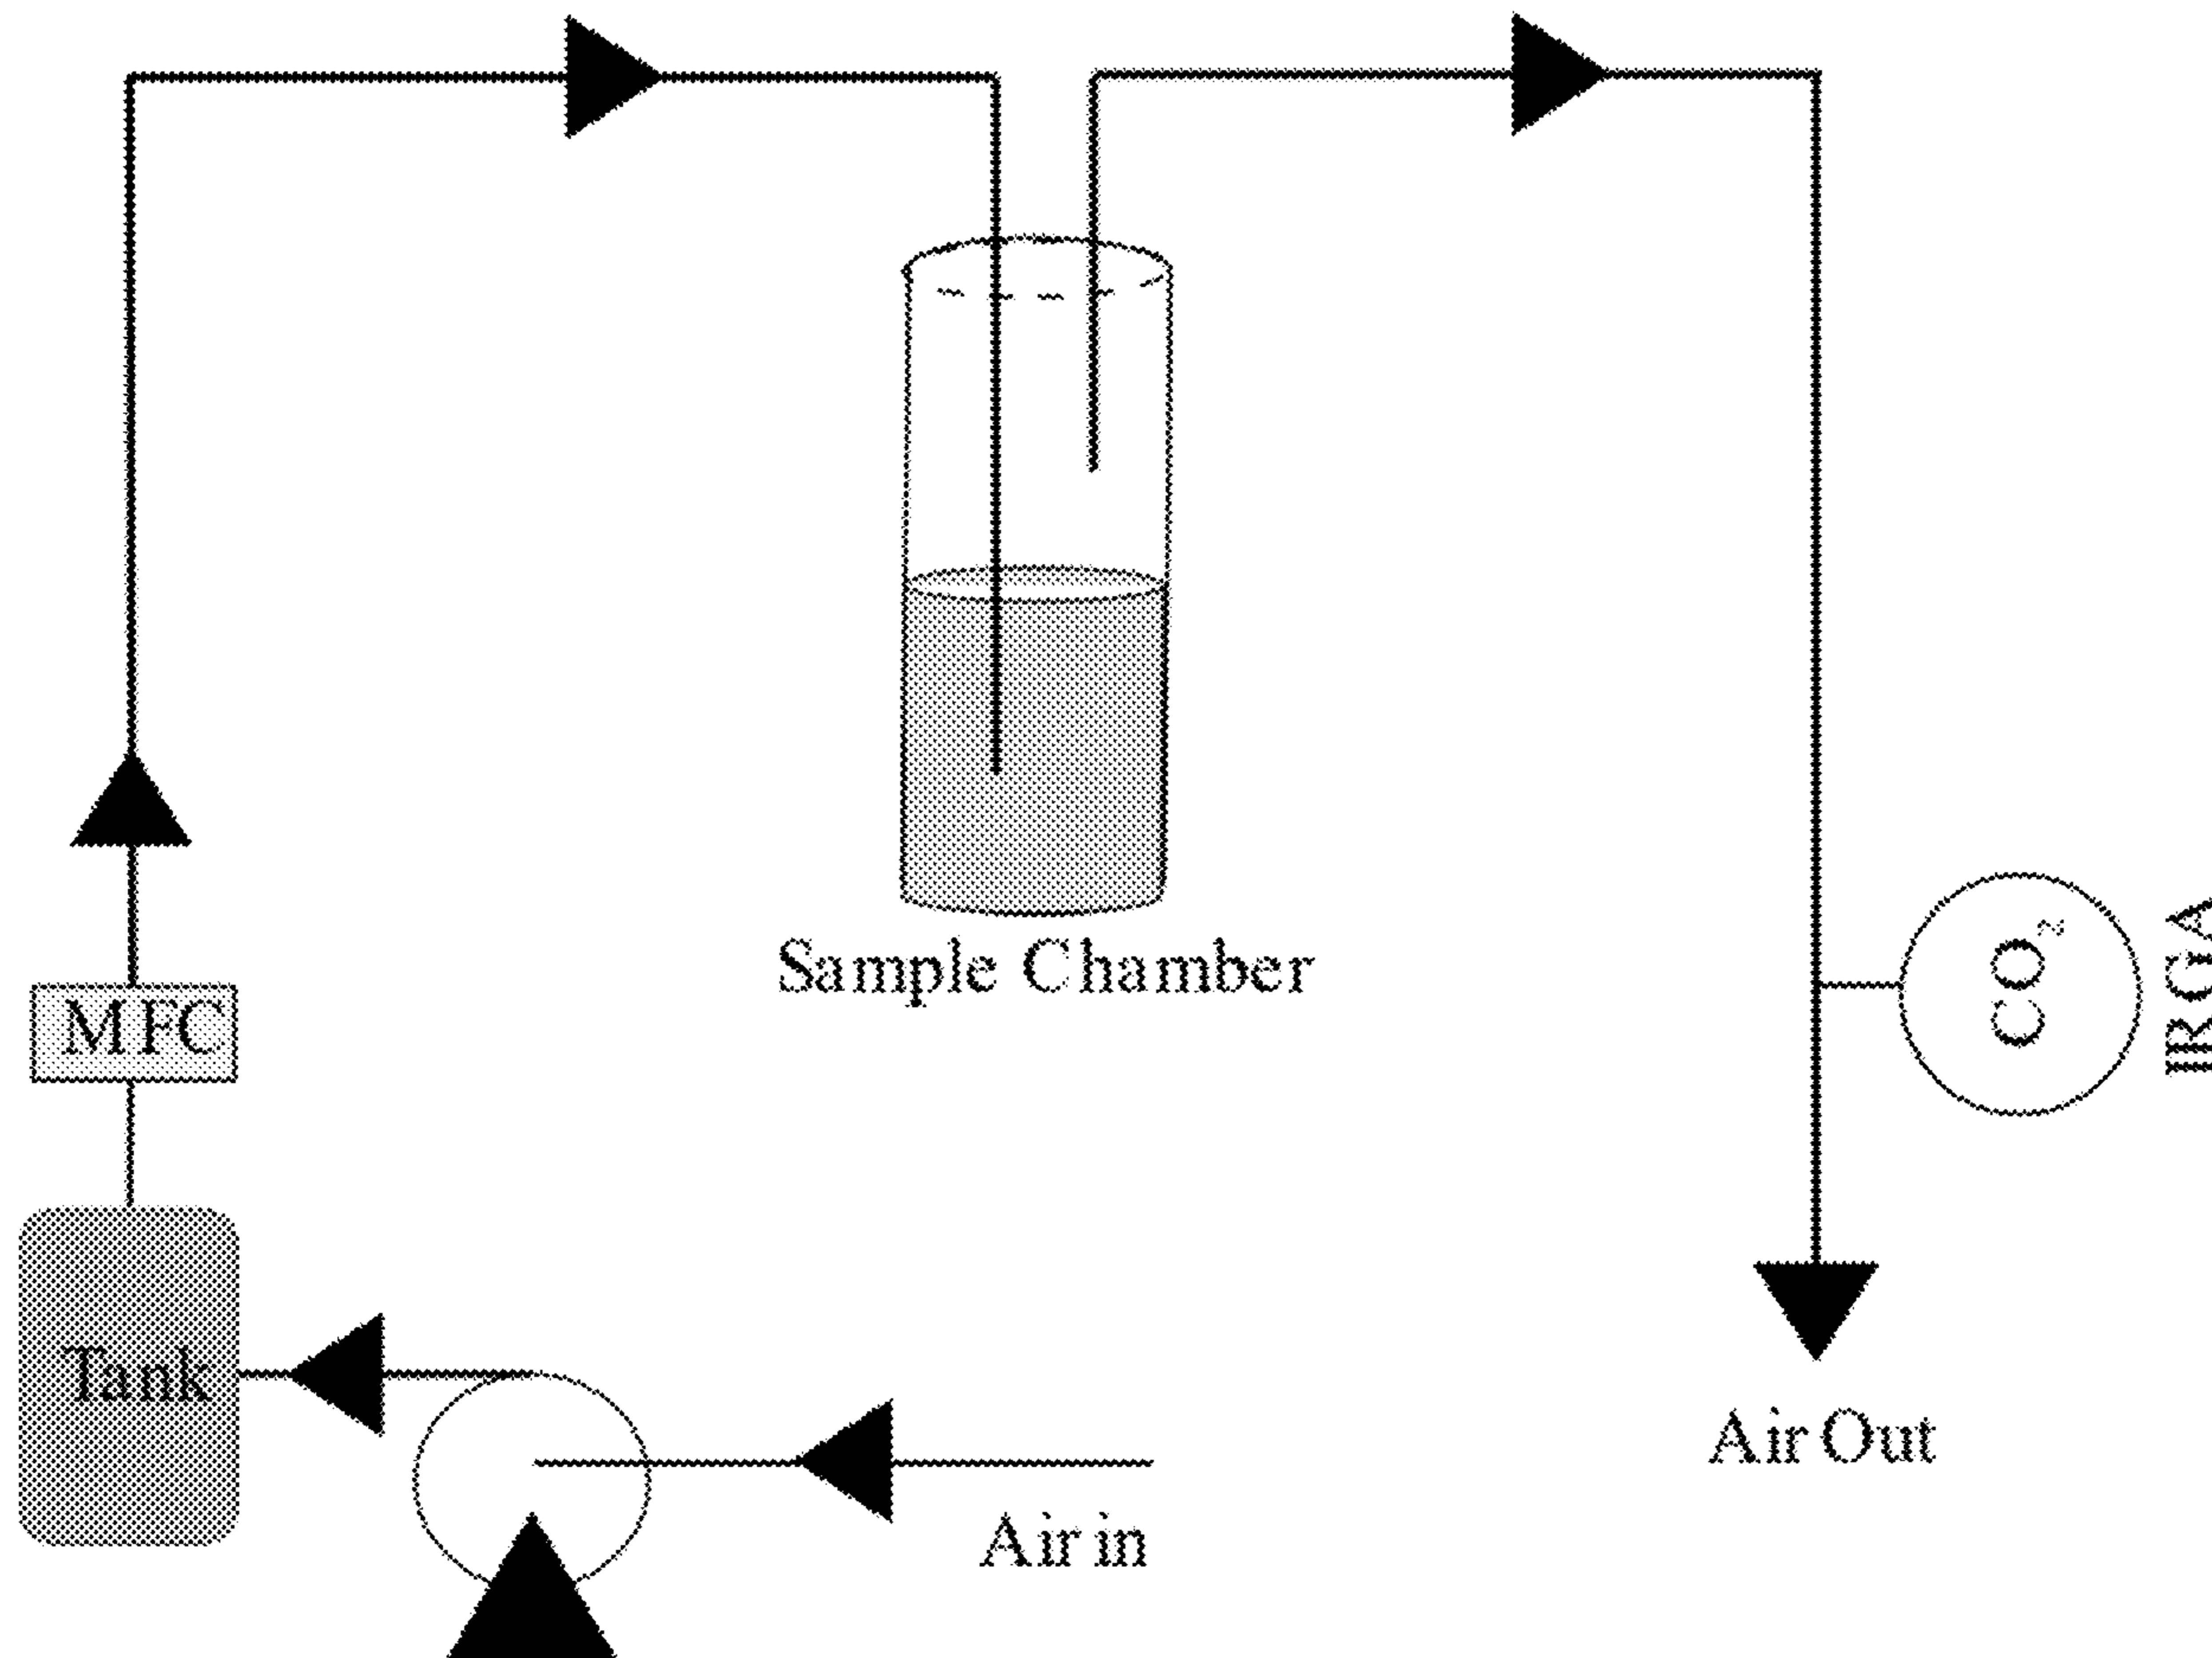 Sample Chamber
MFC
CO₂
IRGA
Tank
Air Out
Air in